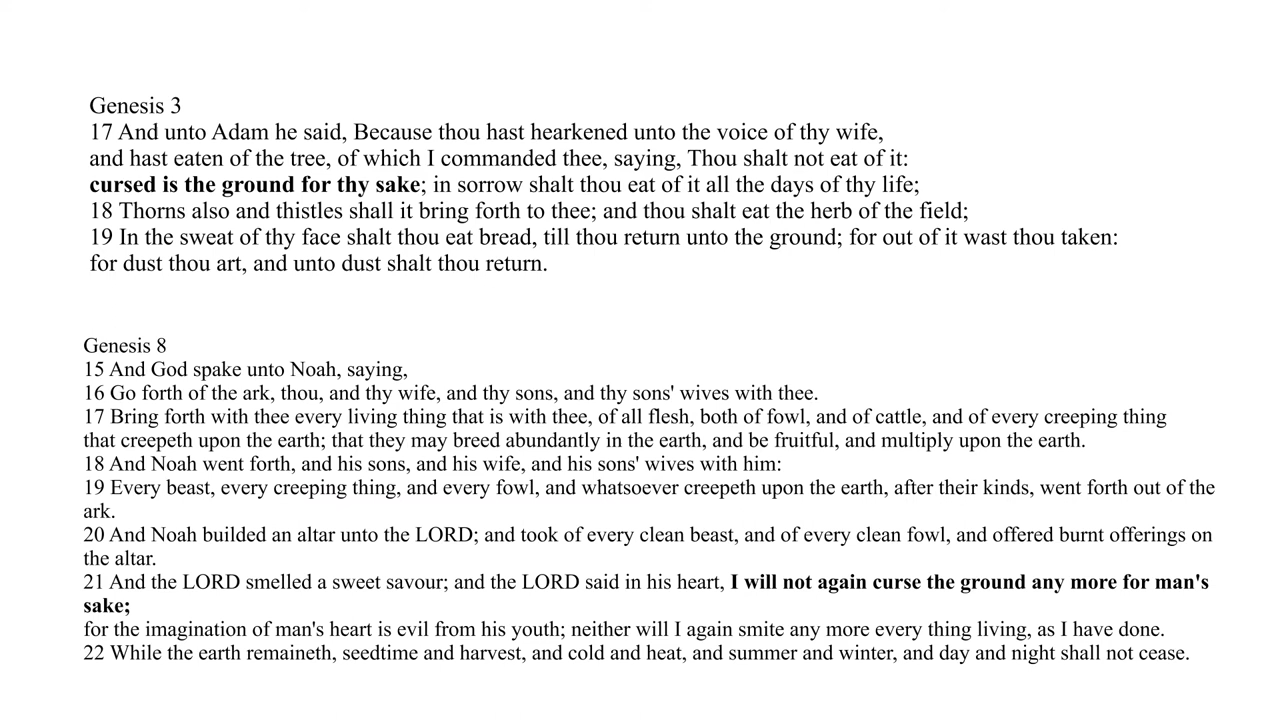 Genesis 3
17 And unto Adam he said, Because thou hast hearkened unto the voice of thy wife,
and hast eaten of the tree, of which I commanded thee, saying, Thou shalt not eat of it:
cursed is the ground for thy sake; in sorrow shalt thou eat of it all the days of thy life;
18 Thorns also and thistles shall it bring forth to thee; and thou shalt eat the herb of the field;
19 In the sweat of thy face shalt thou eat bread, till thou return unto the ground; for out of it wast thou taken:
for dust thou art, and unto dust shalt thou return.
Genesis 8
15 And God spake unto Noah, saying,
16 Go forth of the ark, thou, and thy wife, and thy sons, and thy sons' wives with thee.
17 Bring forth with thee every living thing that is with thee, of all flesh, both of fowl, and of cattle, and of every creeping thing
that creepeth upon the earth; that they may breed abundantly in the earth, and be fruitful, and multiply upon the earth.
18 And Noah went forth, and his sons, and his wife, and his sons' wives with him:
19 Every beast, every creeping thing, and every fowl, and whatsoever creepeth upon the earth, after their kinds, went forth out of the
ark.
20 And Noah builded an altar unto the LORD; and took of every clean beast, and of every clean fowl, and offered burnt offerings on
the altar.
21 And the LORD smelled a sweet savour; and the LORD said in his heart, I will not again curse the ground any more for man's
sake;
for the imagination of man's heart is evil from his youth; neither will I again smite any more every thing living, as I have done.
22 While the earth remaineth, seedtime and harvest, and cold and heat, and summer and winter, and day and night shall not cease.